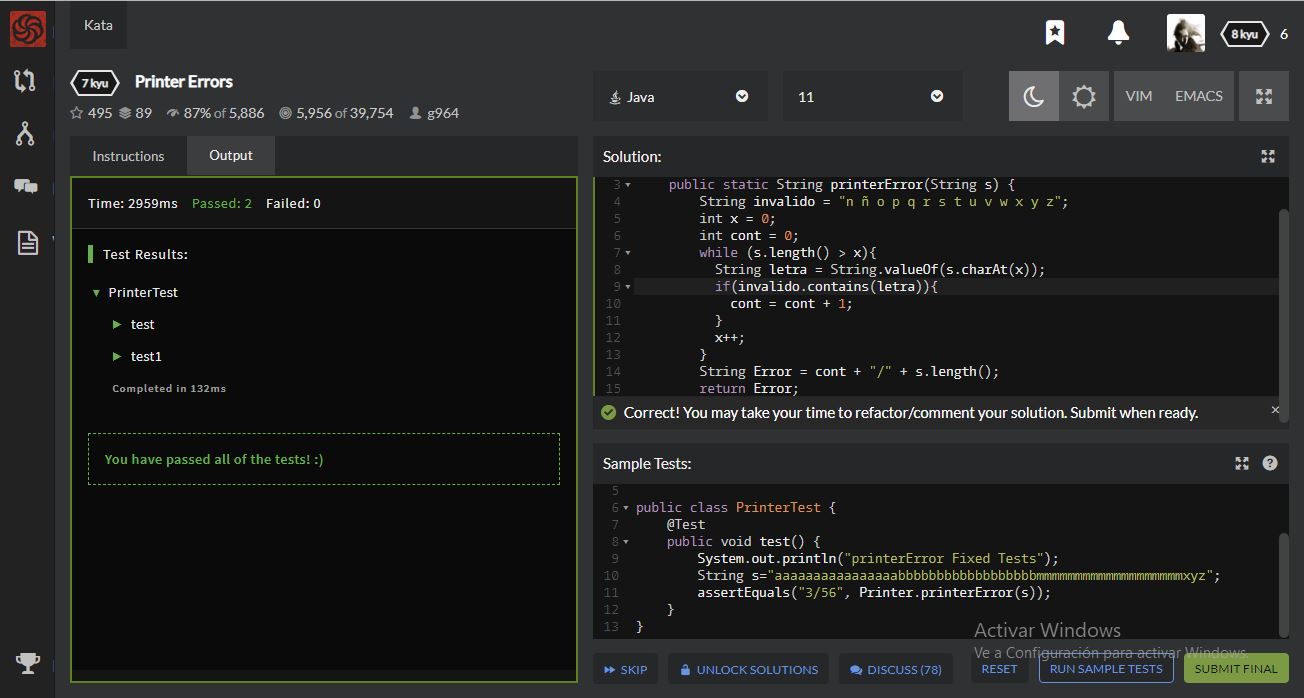 Kata
8 kyu 6
7 kyu Printer Errors
495 89 87% of 5,886 5,956 of 39,754 g964
Java
11
VIM EMACS
Instructions Output
Time: 2959ms Passed: 2 Failed: 0
Test Results:
PrinterTest
test
test1
Completed in 132ms
You have passed all of the tests! :)
Solution:
3 public static String printerError(String s) {
4 String invalido = "n ñ o p q r s t u v w x y z";
5 int x = 0;
6 int cont = 0;
7 while (s.length() > x){
8 String letra = String.valueOf(s.charAt(x));
9 if(invalido.contains(letra)){
10 cont = cont + 1;
11 }
12 x++;
13 }
14 String Error = cont + "/" + s.length();
15 return Error;
Correct! You may take your time to refactor/comment your solution. Submit when ready. ×
Sample Tests:
5
6 public class PrinterTest {
7 @Test
8 public void test() {
9 System.out.println("printerError Fixed Tests");
10 String s="aaaaaaaaaaaaaaaabbbbbbbbbbbbbbbbbbmmmmmmmmmmmmmmmmmmmxyz";
11 assertEquals("3/56", Printer.printerError(s));
12 }
13 }
Activar Windows
Ve a Configuración para activar Windows.
SKIP UNLOCK SOLUTIONS DISCUSS (78) RESET RUN SAMPLE TESTS SUBMIT FINAL